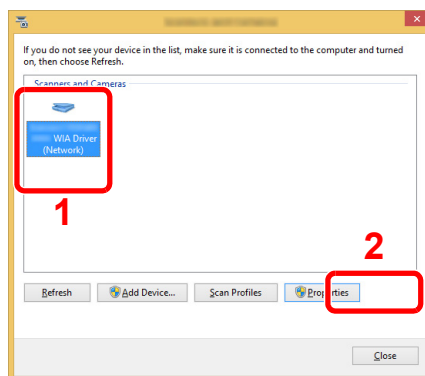 If you do not see your device in the list, make sure it is connected to the computer and turned
on, then choose Refresh.
Scanners and Cameras
WIA Driver
(Network)
1
2
Refresh
Add Device...
Scan Profiles
Properties
Close